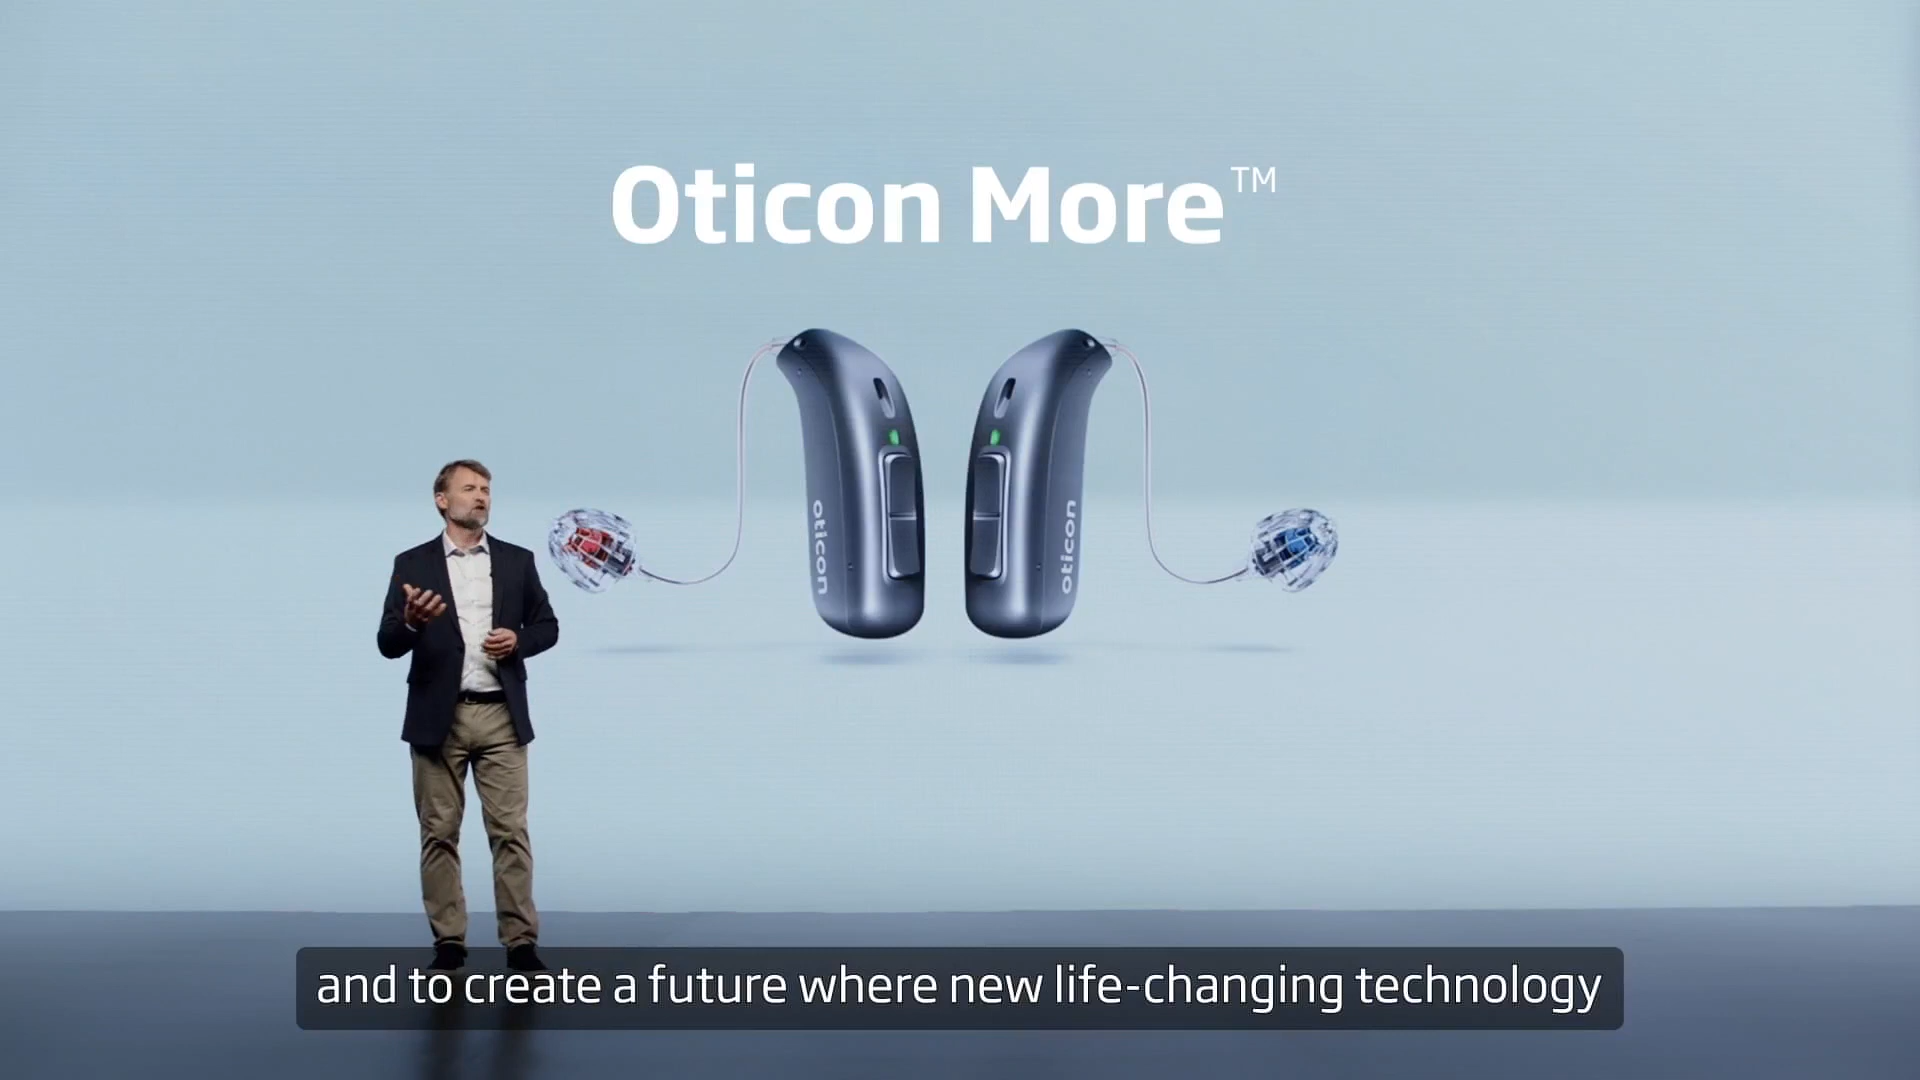 Oticon More™
oticon
oticon
and to create a future where new life-changing technology